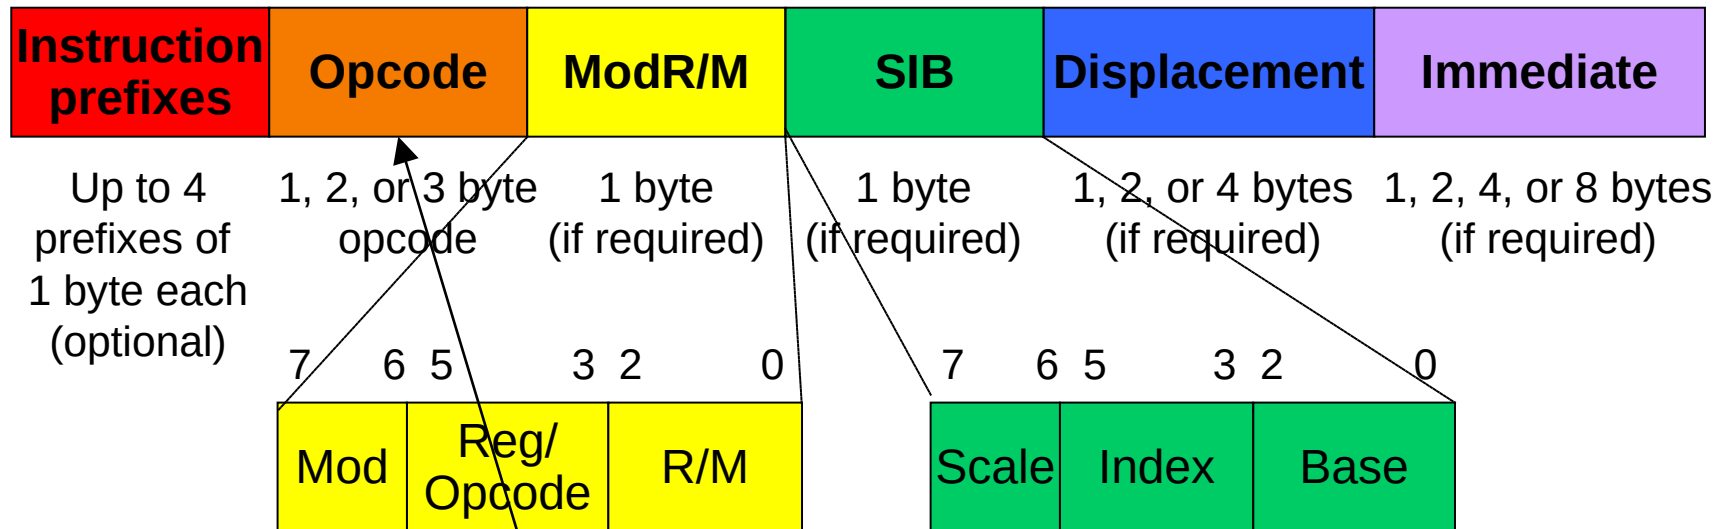 Instruction
prefixes
Opcode
ModR/M
SIB
Displacement
Immediate
Up to 4
prefixes of
1 byte each
(optional)
1, 2, or 3 byte
opcode
1 byte
(if required)
1 byte
(if required)
1, 2, or 4 bytes
(if required)
1, 2, 4, or 8 bytes
(if required)
7 6 5 3 2 0
Mod
Reg/
Opcode
R/M
7 6 5 3 2 0
Scale
Index
Base